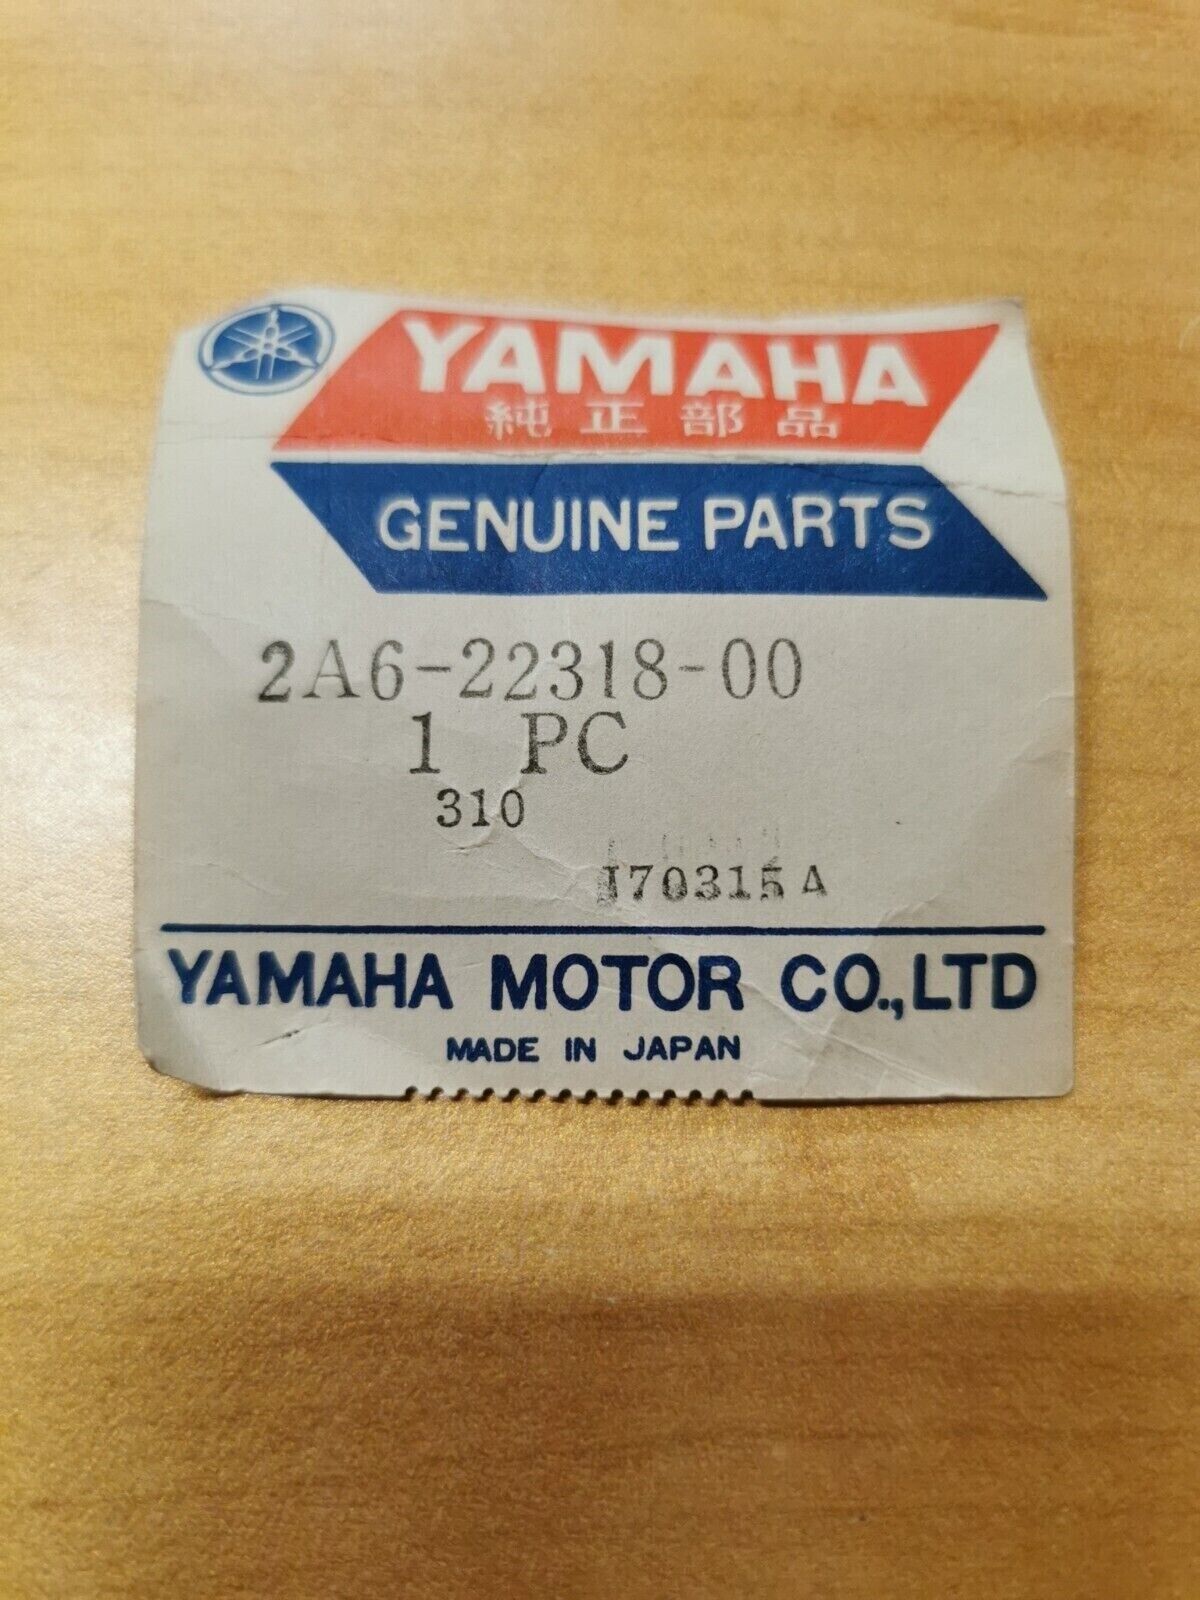 YAMAHA
純正部品
GENUINE PARTS
2A6-22318-00
1 PC
310
J70315A
YAMAHA MOTOR CO.,LTD
MADE IN JAPAN